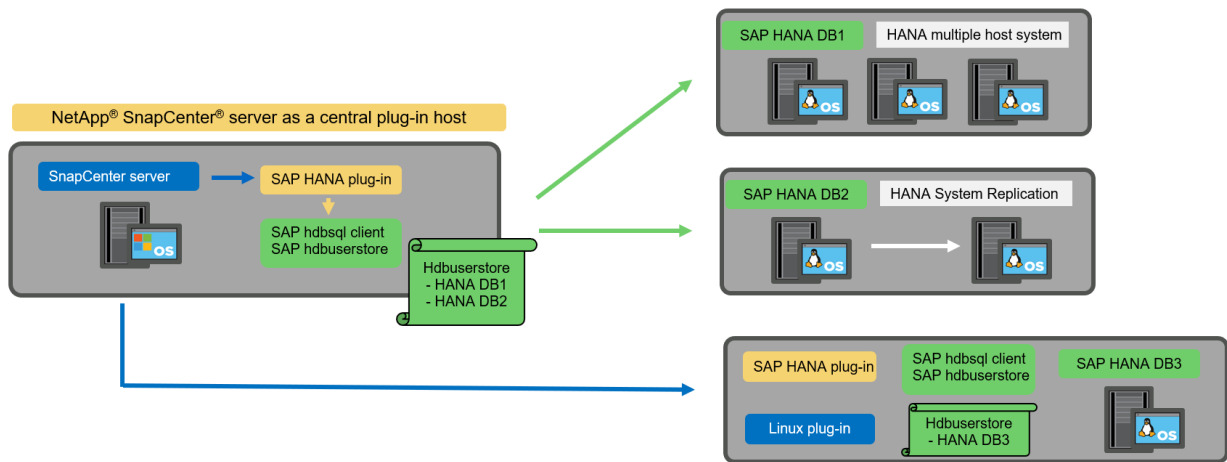 NetApp® SnapCenter® server as a central plug-in host
SnapCenter server
SAP HANA plug-in
OS
SAP hdbsql client
SAP hdbuserstore
Hdbuserstore
- HANA DB1
- HANA DB2
SAP HANA DB1
HANA multiple host system
OS
OS
OS
SAP HANA DB2
HANA System Replication
OS
OS
SAP HANA plug-in
SAP hdbsql client
SAP hdbuserstore
SAP HANA DB3
Linux plug-in
Hdbuserstore
- HANA DB3
OS